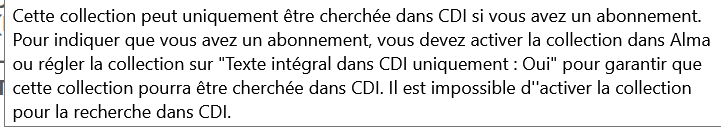 Cette collection peut uniquement être cherchée dans CDI si vous avez un abonnement.
Pour indiquer que vous avez un abonnement, vous devez activer la collection dans Alma
ou régler la collection sur "Texte intégral dans CDI uniquement : Oui" pour garantir que
cette collection pourra être cherchée dans CDI. Il est impossible d''activer la collection
pour la recherche dans CDI.